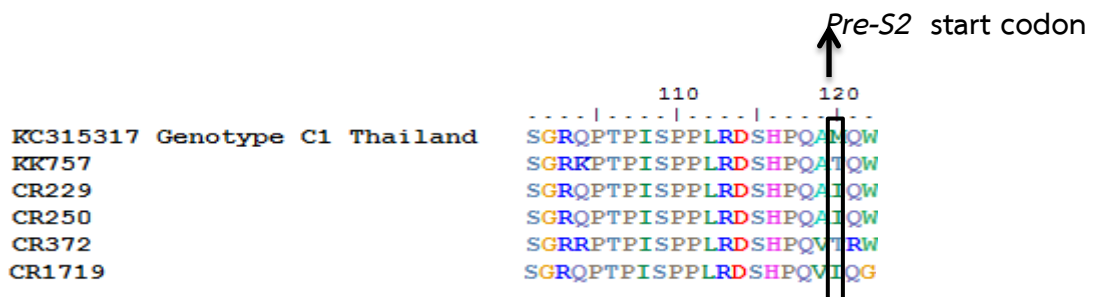 Pre-S2 start codon
110 120
. . . . | . . . . | . . . . | . . . . | . .
KC315317 Genotype C1 Thailand SGRQPTPISPPLRDSHPQAMQW
KK757 SGRKPTPISPPLRDSHPQATQW
CR229 SGRQPTPISPPLRDSHPQAIQW
CR250 SGRQPTPISPPLRDSHPQAIQW
CR372 SGRRPTPISPPLRDSHPQVTRW
CR1719 SGRQPTPISPPLRDSHPQVIQG